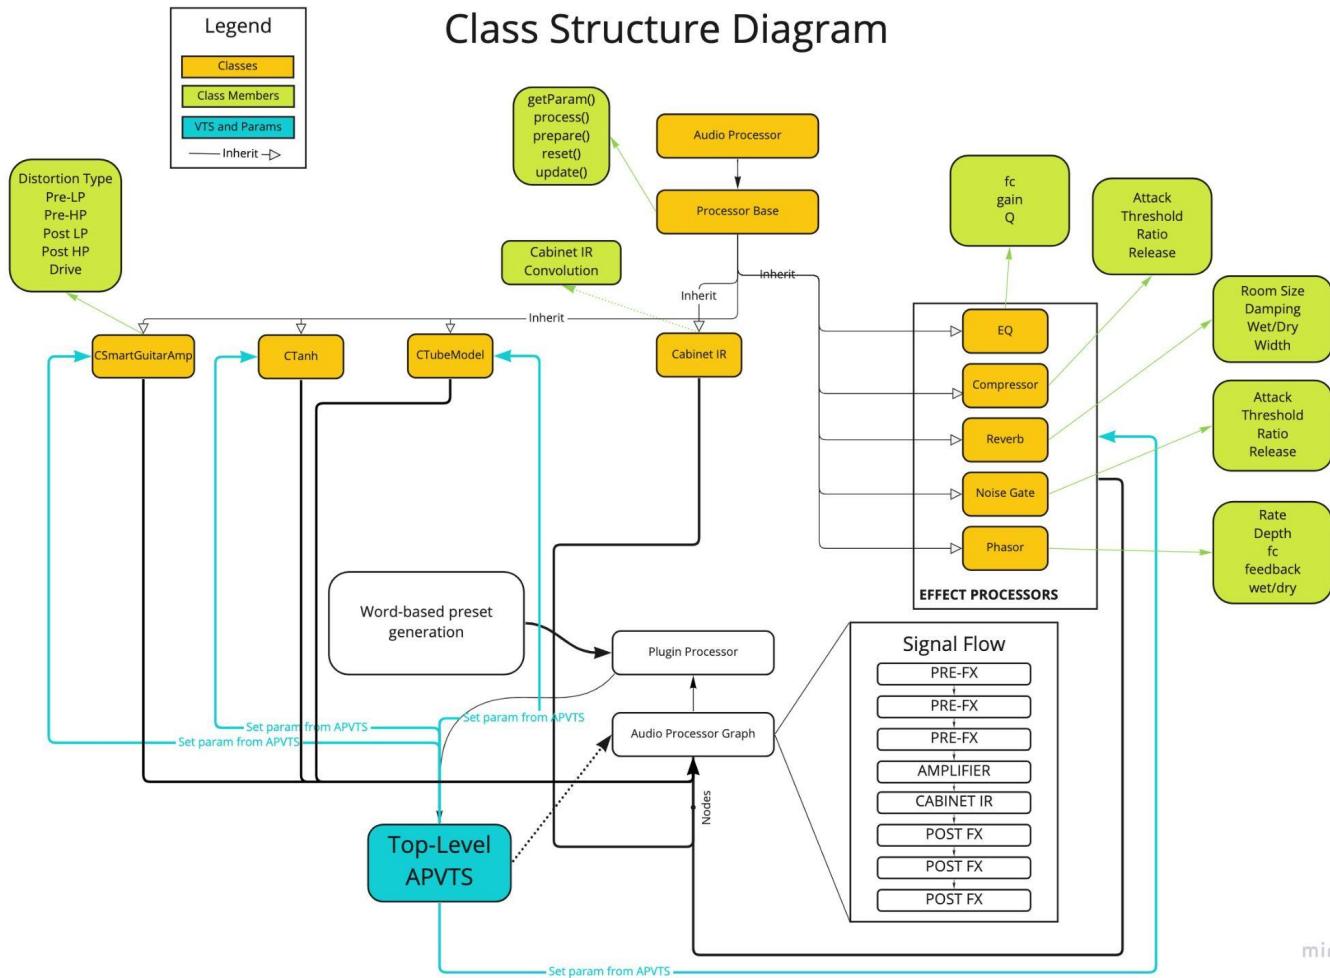 Class Structure Diagram
Legend
Classes
Class Members
VTS and Params
Inherit
getParam()
process()
prepare()
reset()
update()
Audio Processor
Processor Base
Distortion Type
Pre-LP
Pre-HP
Post LP
Post HP
Drive
Cabinet IR
Convolution
fc
gain
Q
Attack
Threshold
Ratio
Release
Room Size
Damping
Wet/Dry
Width
Attack
Threshold
Ratio
Release
Rate
Depth
fc
feedback
wet/dry
Inherit
Inherit
Inherit
CSmartGuitarAmp
CTanh
CTubeModel
Cabinet IR
EQ
Compressor
Reverb
Noise Gate
Phasor
EFFECT PROCESSORS
Word-based preset
generation
Plugin Processor
Audio Processor Graph
Set param from APVTS
Set param from APVTS
Set param from APVTS
Nodes
Top-Level
APVTS
Signal Flow
PRE-FX
PRE-FX
PRE-FX
AMPLIFIER
CABINET IR
POST FX
POST FX
POST FX
Set param from APVTS